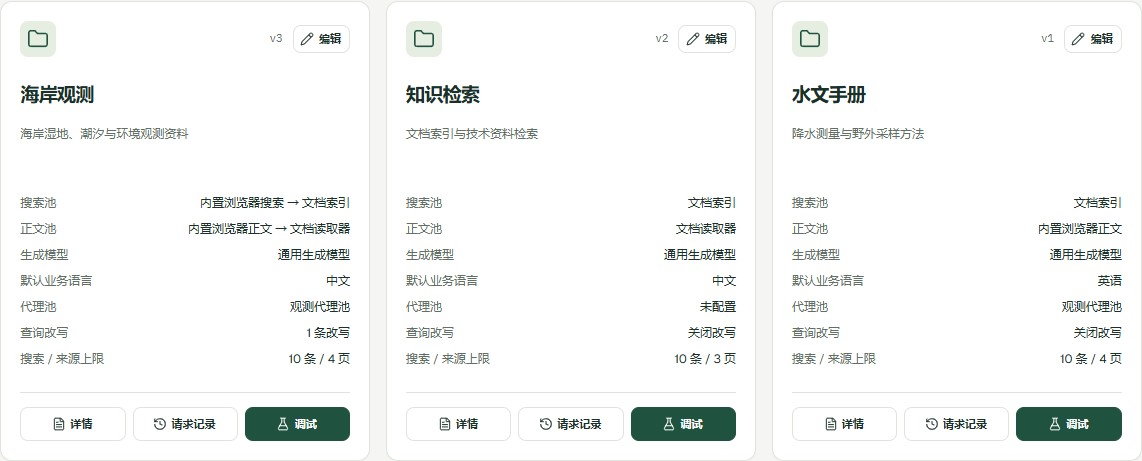 v3 编辑
海岸观测
海岸湿地、潮汐与环境观测资料
搜索池 内置浏览器搜索 → 文档索引
正文池 内置浏览器正文 → 文档读取器
生成模型 通用生成模型
默认业务语言 中文
代理池 观测代理池
查询改写 1 条改写
搜索 / 来源上限 10 条 / 4 页
详情 请求记录 调试
v2 编辑
知识检索
文档索引与技术资料检索
搜索池 文档索引
正文池 文档读取器
生成模型 通用生成模型
默认业务语言 中文
代理池 未配置
查询改写 关闭改写
搜索 / 来源上限 10 条 / 3 页
详情 请求记录 调试
v1 编辑
水文手册
降水测量与野外采样方法
搜索池 文档索引
正文池 内置浏览器正文
生成模型 通用生成模型
默认业务语言 英语
代理池 观测代理池
查询改写 关闭改写
搜索 / 来源上限 10 条 / 4 页
详情 请求记录 调试